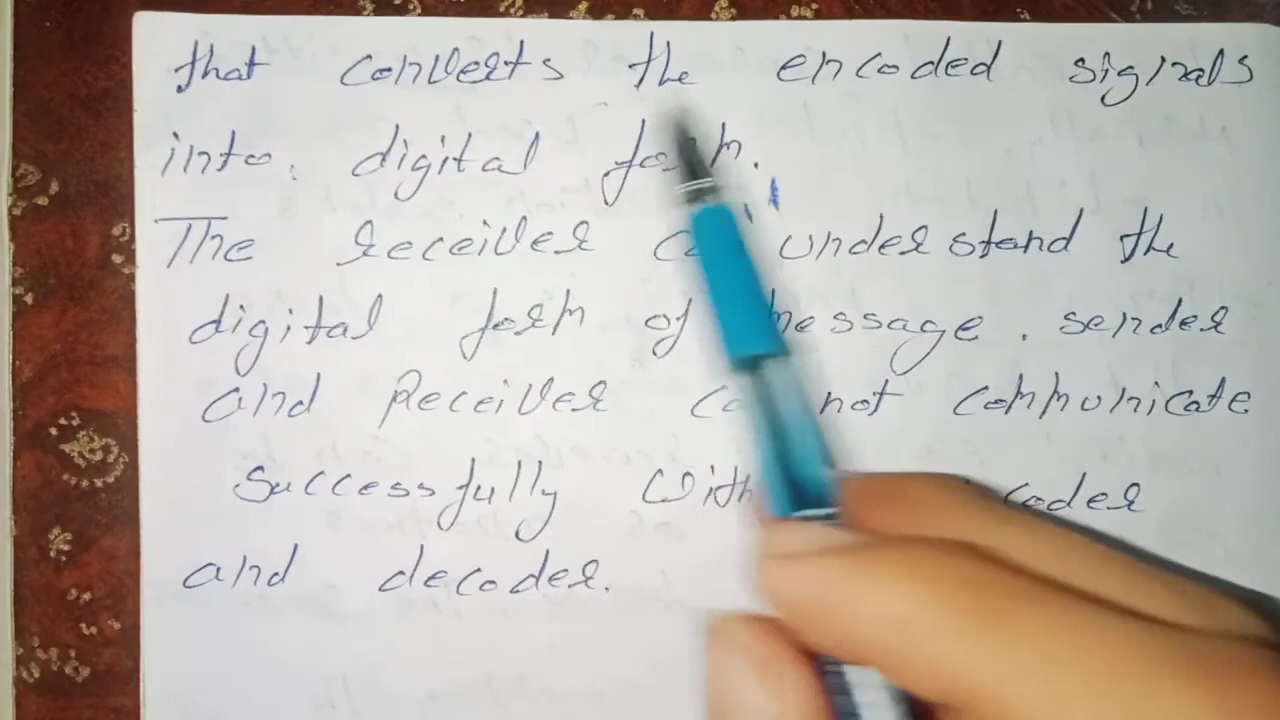 that converts the encoded signals
into. digital form.
The receiver understand the
digital form of message. sender
and Receiver not communicate
successfully with
and decoder.